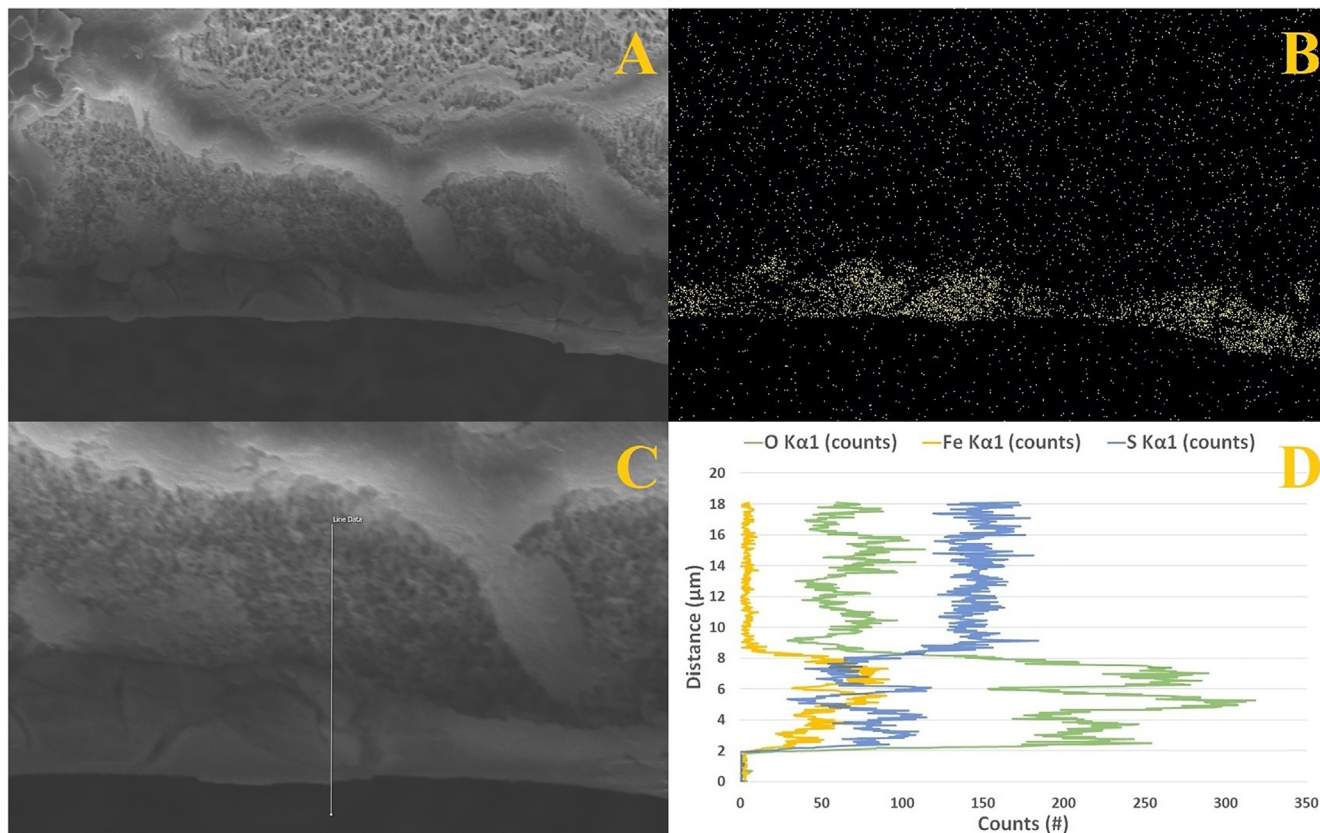 A
B
C
Line Data
D
O Kα1 (counts) Fe Kα1 (counts) S Kα1 (counts)
20
18
16
14
12
10
8
6
4
2
0
Distance (μm)
0 50 100 150 200 250 300 350
Counts (#)